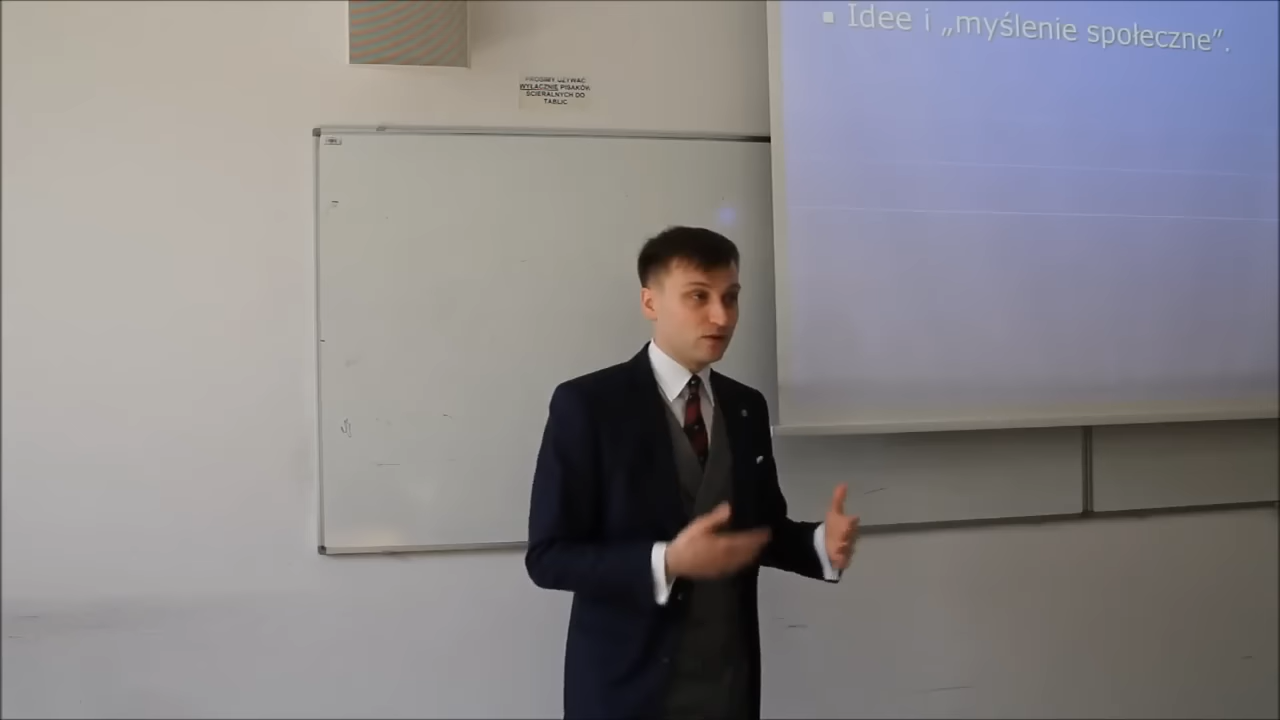 ▪ Idee i „myślenie społeczne”.
PROSIMY UŻYWAĆ
WYŁĄCZNIE PISAKÓW
ŚCIERALNYCH DO
TABLIC